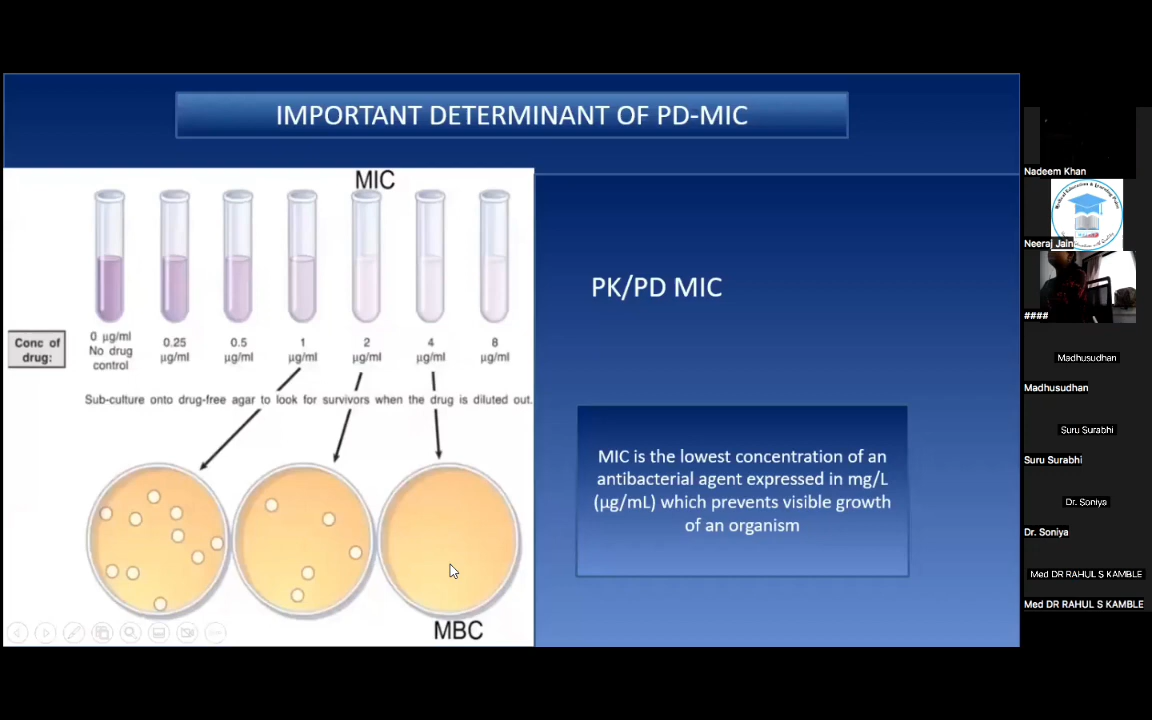 IMPORTANT DETERMINANT OF PD-MIC
MIC
Conc of
drug:
0 µg/ml
No drug
control
0.25
µg/ml
0.5
µg/ml
1
µg/ml
2
µg/ml
4
µg/ml
8
µg/ml
Sub-culture onto drug-free agar to look for survivors when the drug is diluted out.
MBC
PK/PD MIC
MIC is the lowest concentration of an
antibacterial agent expressed in mg/L
(µg/mL) which prevents visible growth
of an organism
Nadeem Khan
Neeraj Jain
####
Madhusudhan
Madhusudhan
Suru Surabhi
Suru Surabhi
Dr. Soniya
Dr. Soniya
Med DR RAHUL S KAMBLE
Med DR RAHUL S KAMBLE